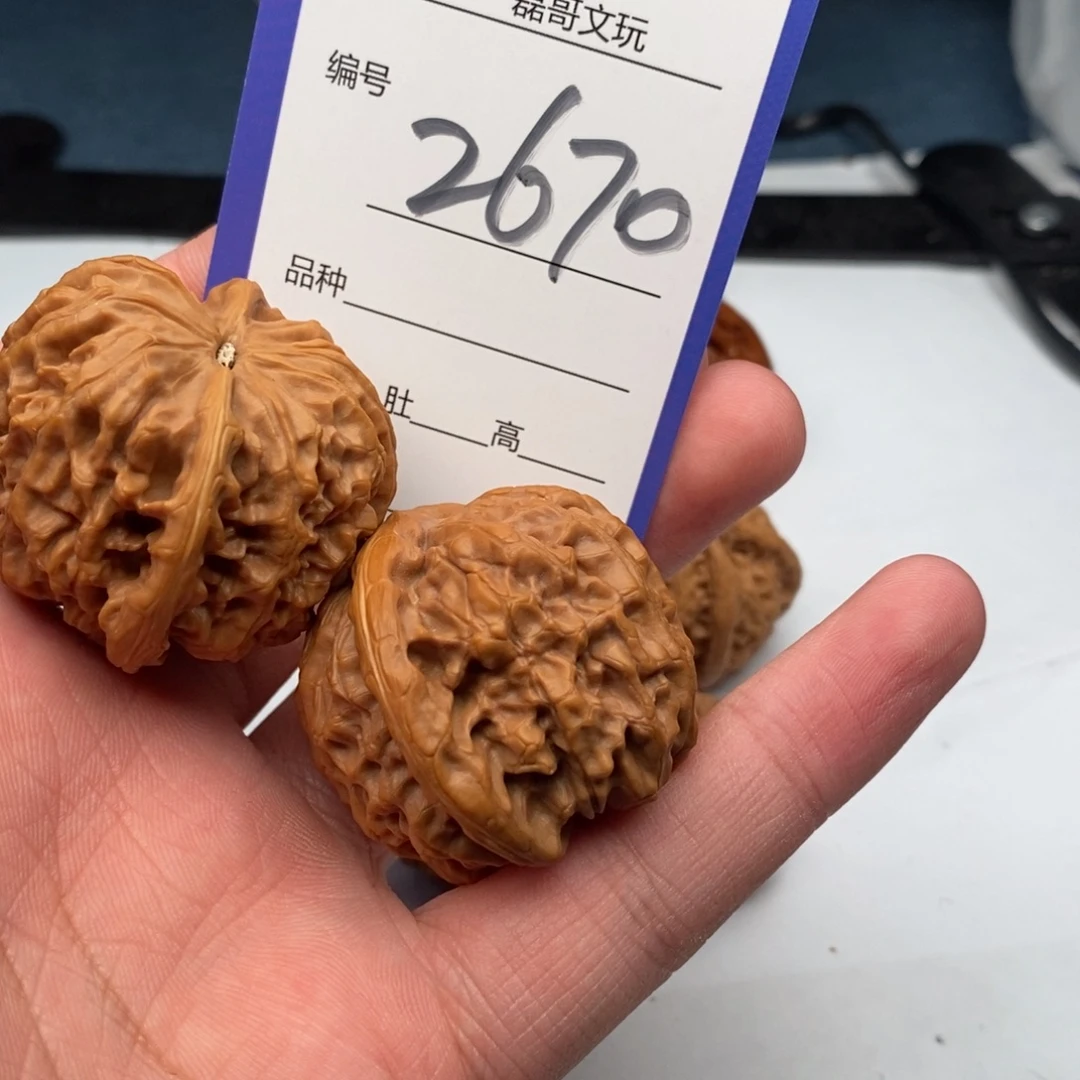 磊哥文玩
编号 2670
品种
肚 高